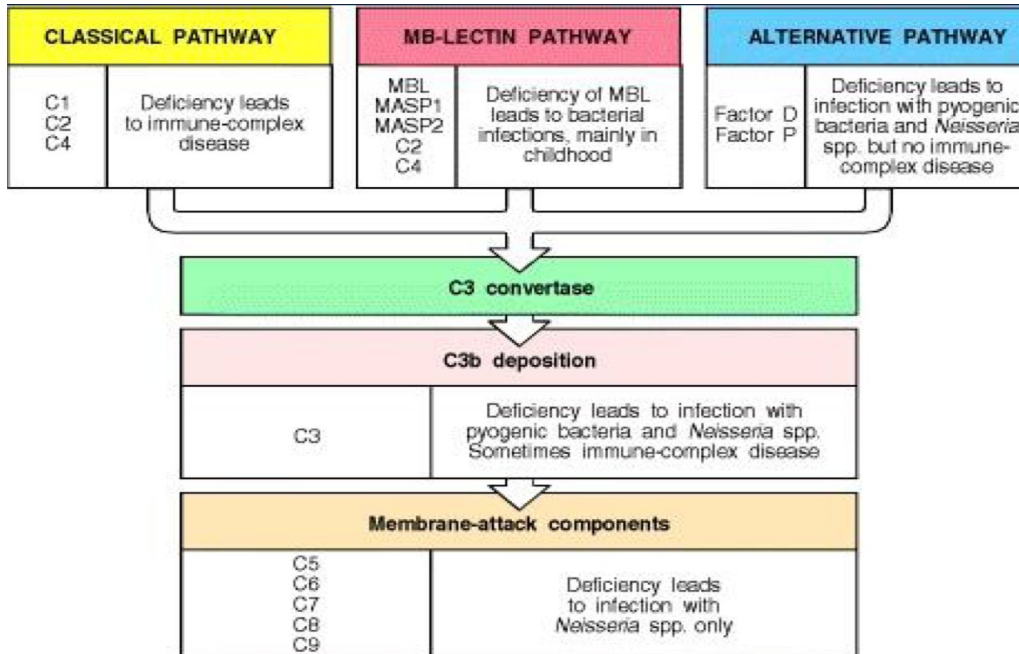 CLASSICAL PATHWAY
C1
C2
C4
Deficiency leads
to immune-complex
disease
MB-LECTIN PATHWAY
MBL
MASP1
MASP2
C2
C4
Deficiency of MBL
leads to bacterial
infections, mainly in
childhood
ALTERNATIVE PATHWAY
Factor D
Factor P
Deficiency leads to
infection with pyogenic
bacteria and Neisseria
spp. but no immune-
complex disease
C3 convertase
C3b deposition
C3
Deficiency leads to infection with
pyogenic bacteria and Neisseria spp.
Sometimes immune-complex disease
Membrane-attack components
C5
C6
C7
C8
C9
Deficiency leads
to infection with
Neisseria spp. only